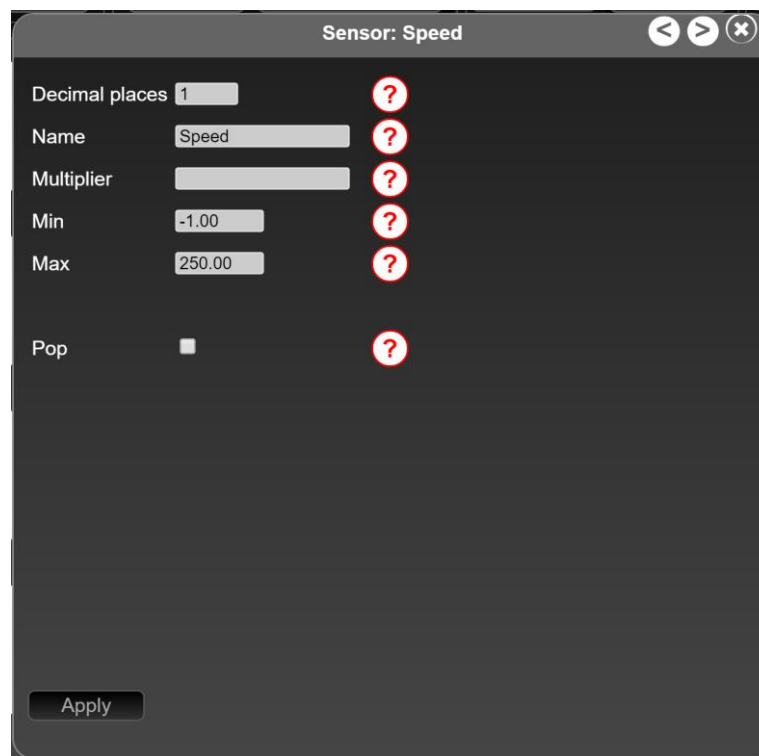 Sensor: Speed < >
Decimal places 1 ?
Name Speed ?
Multiplier ?
Min -1.00 ?
Max 250.00 ?
Pop ?
Apply